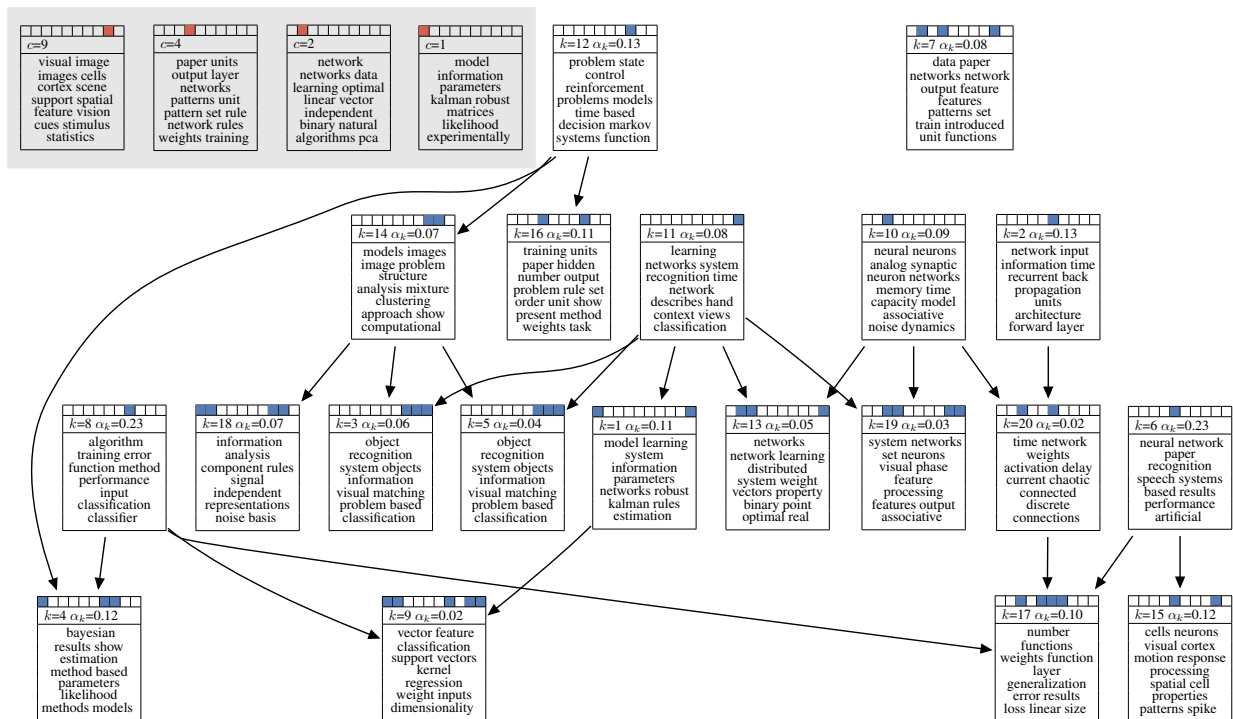 c=9
visual image
images cells
cortex scene
support spatial
feature vision
cues stimulus
statistics
c=4
paper units
output layer
networks
patterns unit
pattern set rule
network rules
weights training
c=2
network
networks data
learning optimal
linear vector
independent
binary natural
algorithms pca
c=1
model
information
parameters
kalman robust
matrices
likelihood
experimentally
k=12 αk=0.13
problem state
control
reinforcement
problems models
time based
decision markov
systems function
k=7 αk=0.08
data paper
networks network
output feature
features
patterns set
train introduced
unit functions
k=14 αk=0.07
models images
image problem
structure
analysis mixture
clustering
approach show
computational
k=16 αk=0.11
training units
paper hidden
number output
problem rule set
order unit show
present method
weights task
k=11 αk=0.08
learning
networks system
recognition time
network
describes hand
context views
classification
k=10 αk=0.09
neural neurons
analog synaptic
neuron networks
memory time
capacity model
associative
noise dynamics
k=2 αk=0.13
network input
information time
recurrent back
propagation
units
architecture
forward layer
k=8 αk=0.23
algorithm
training error
function method
performance
input
classification
classifier
k=18 αk=0.07
information
analysis
component rules
signal
independent
representations
noise basis
k=3 αk=0.06
object
recognition
system objects
information
visual matching
problem based
classification
k=5 αk=0.04
object
recognition
system objects
information
visual matching
problem based
classification
k=1 αk=0.11
model learning
system
information
parameters
networks robust
kalman rules
estimation
k=13 αk=0.05
networks
network learning
distributed
system weight
vectors property
binary point
optimal real
k=19 αk=0.03
system networks
set neurons
visual phase
feature
processing
features output
associative
k=20 αk=0.02
time network
weights
activation delay
current chaotic
connected
discrete
connections
k=6 αk=0.23
neural network
paper
recognition
speech systems
based results
performance
artificial
k=4 αk=0.12
bayesian
results show
estimation
method based
parameters
likelihood
methods models
k=9 αk=0.02
vector feature
classification
support vectors
kernel
regression
weight inputs
dimensionality
k=17 αk=0.10
number
functions
weights function
layer
generalization
error results
loss linear size
k=15 αk=0.12
cells neurons
visual cortex
motion response
processing
spatial cell
properties
patterns spike